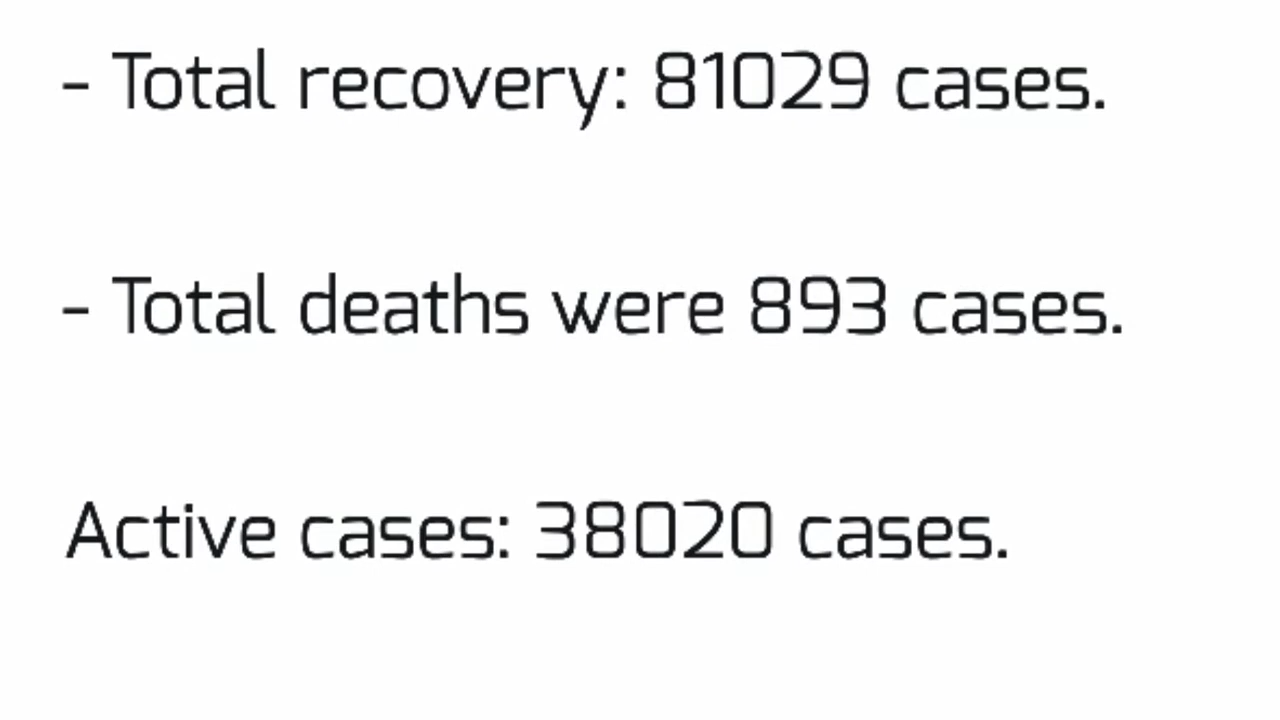 - Total recovery: 81029 cases.
- Total deaths were 893 cases.
Active cases: 38020 cases.